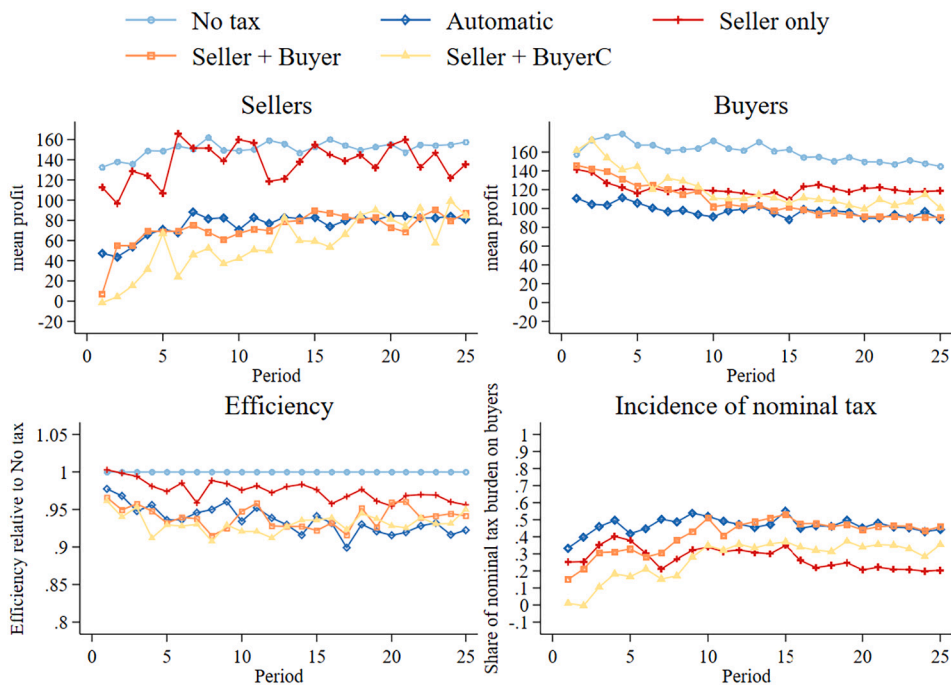 No tax Automatic Seller only
Seller + Buyer Seller + BuyerC
Sellers
mean profit
160
140
120
100
80
60
40
20
0
-20
0 5 10 15 20 25
Period
Buyers
mean profit
160
140
120
100
80
60
40
20
0
-20
0 5 10 15 20 25
Period
Efficiency
Efficiency relative to No tax
1.05
1
.95
.9
.85
.8
0 5 10 15 20 25
Period
Incidence of nominal tax
Share of nominal tax burden on buyers
1
.9
.8
.7
.6
.5
.4
.3
.2
.1
0
-.1
0 5 10 15 20 25
Period